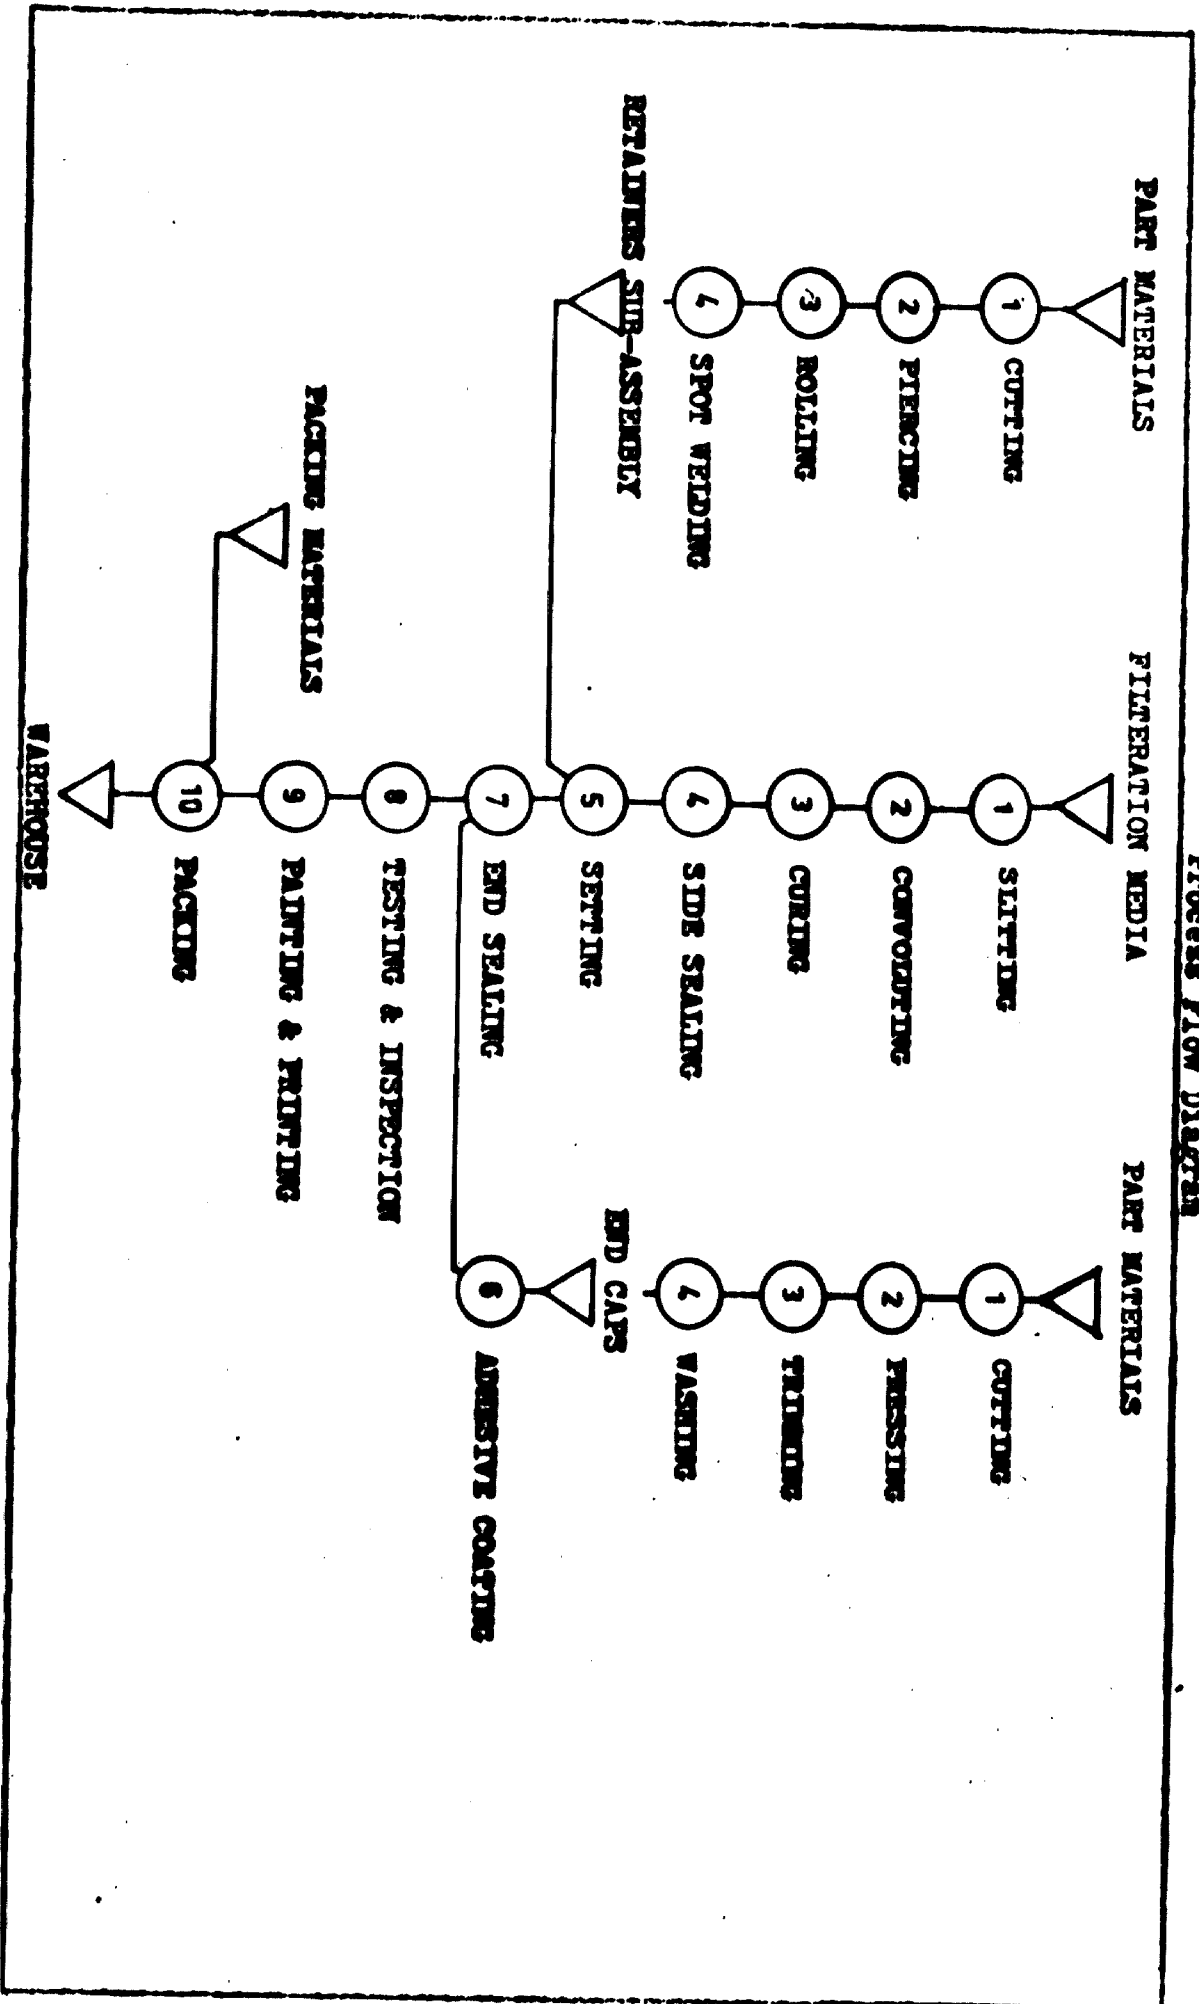 Process Flow Diagram
PART MATERIALS
1 CUTTING
2 PIERCING
3 ROLLING
4 SPOT WELDING
RETAINERS SUB-ASSEMBLY
FILTERATION MEDIA
1 SLITTING
2 CONVOLUTING
3 CURING
4 SIDE SEALING
5 SETTING
7 END SEALING
8 TESTING & INSPECTION
9 PAINTING & PRINTING
10 PACKING
WAREHOUSE
PACKING MATERIALS
PART MATERIALS
1 CUTTING
2 PRESSING
3
4 WASHING
END CAPS
6 ADHESIVE COATING